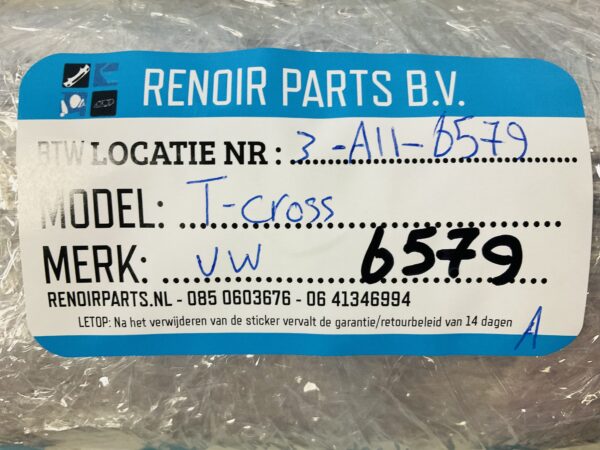 RENOIR PARTS B.V.
BTW LOCATIE NR : 3-A11-6579
MODEL: T-cross
MERK: VW 6579
RENOIRPARTS.NL - 085 0603676 - 06 41346994
LETOP: Na het verwijderen van de sticker vervalt de garantie/retourbeleid van 14 dagen
A